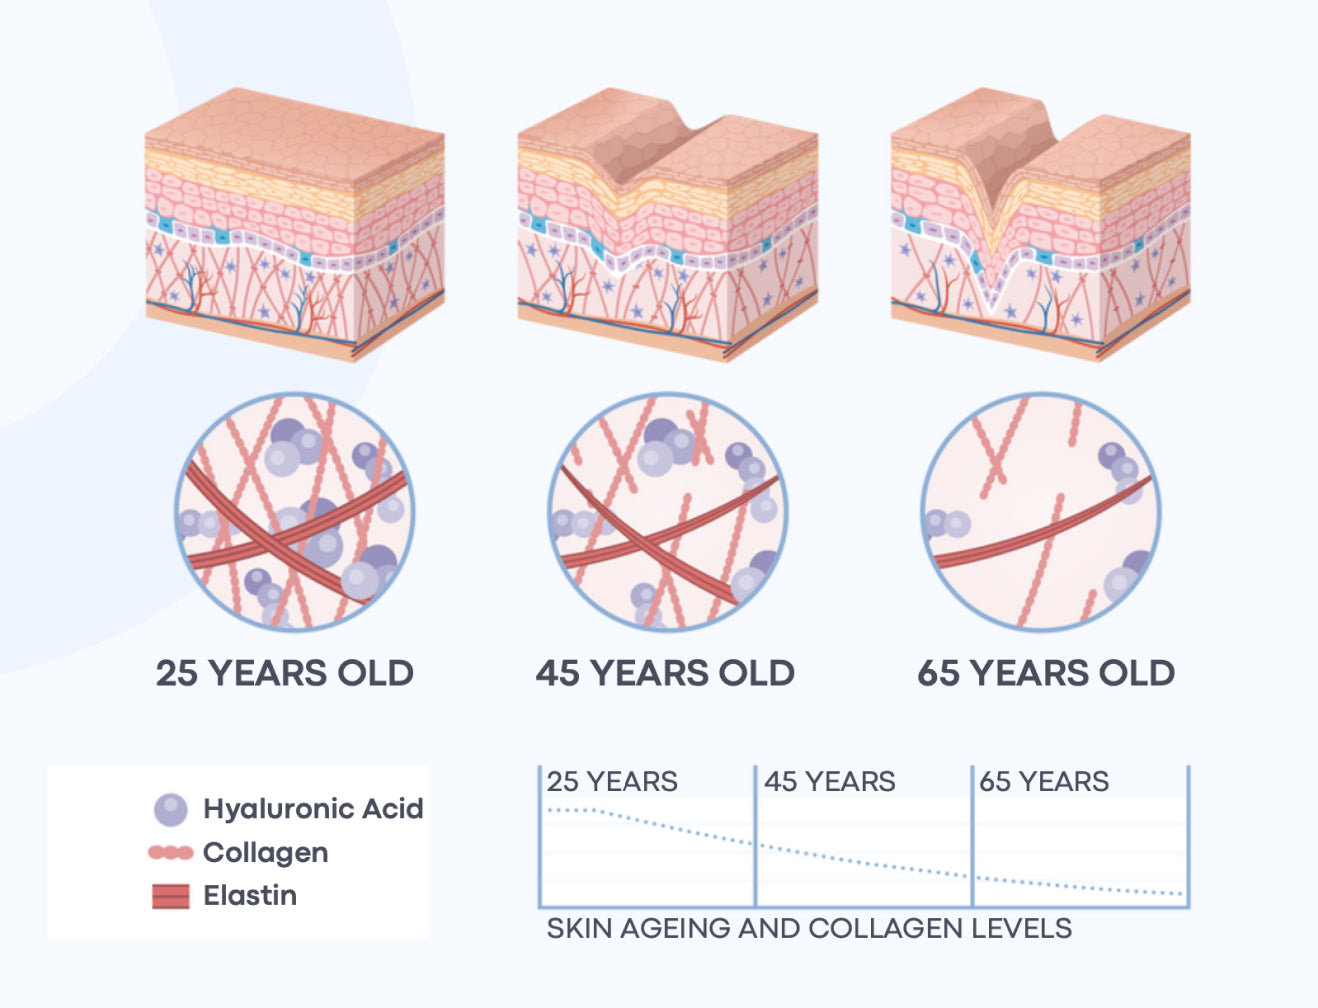 25 YEARS OLD
45 YEARS OLD
65 YEARS OLD
Hyaluronic Acid
Collagen
Elastin
25 YEARS
45 YEARS
65 YEARS
SKIN AGEING AND COLLAGEN LEVELS